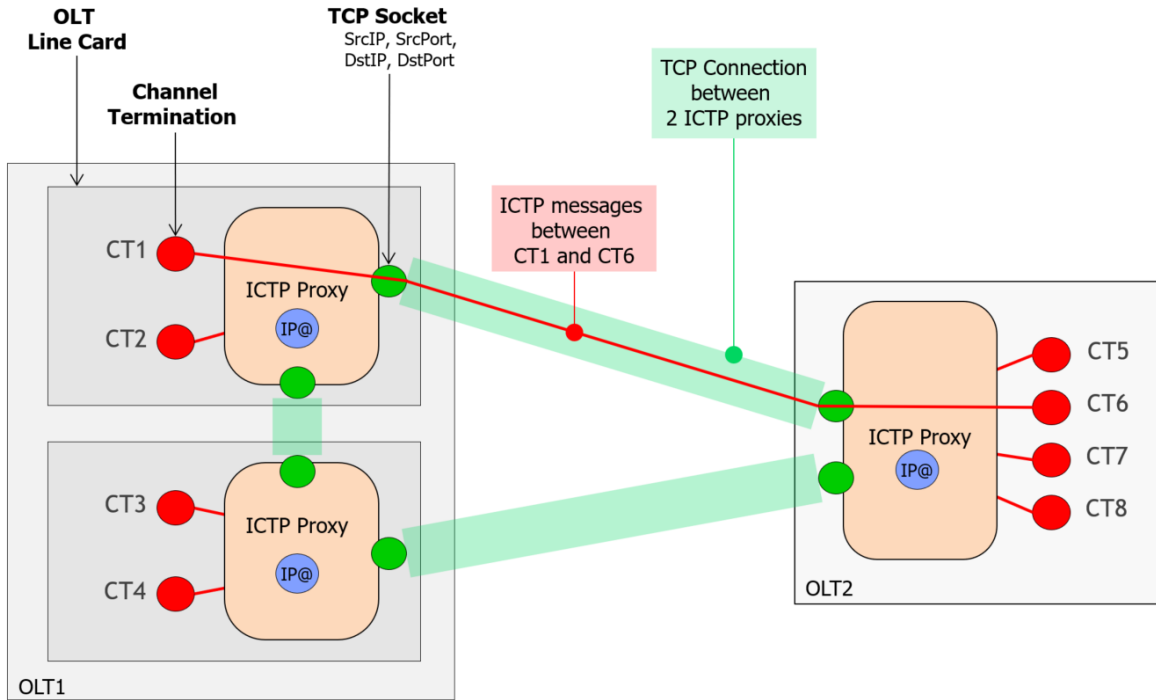 OLT
Line Card
TCP Socket
SrcIP, SrcPort,
DstIP, DstPort
Channel
Termination
TCP Connection
between
2 ICTP proxies
ICTP messages
between
CT1 and CT6
CT1
ICTP Proxy
IP@
CT2
CT3
ICTP Proxy
IP@
CT4
OLT1
ICTP Proxy
IP@
CT5
CT6
CT7
CT8
OLT2